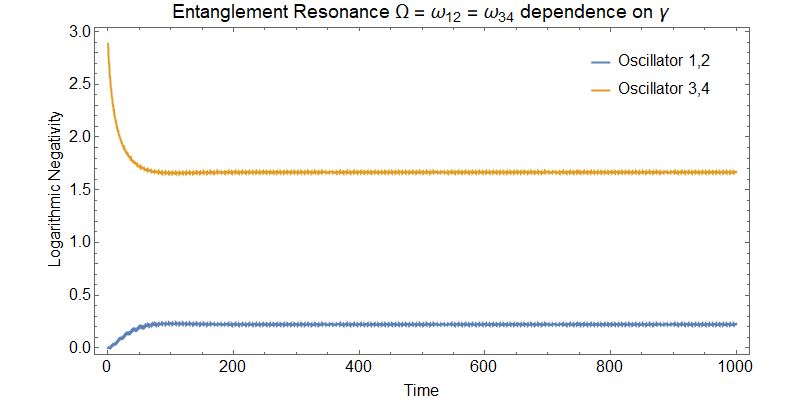 Entanglement Resonance Ω = ω₁₂ = ω₃₄ dependence on γ
Oscillator 1,2
Oscillator 3,4
Logarithmic Negativity
3.0
2.5
2.0
1.5
1.0
0.5
0.0
0 200 400 600 800 1000
Time